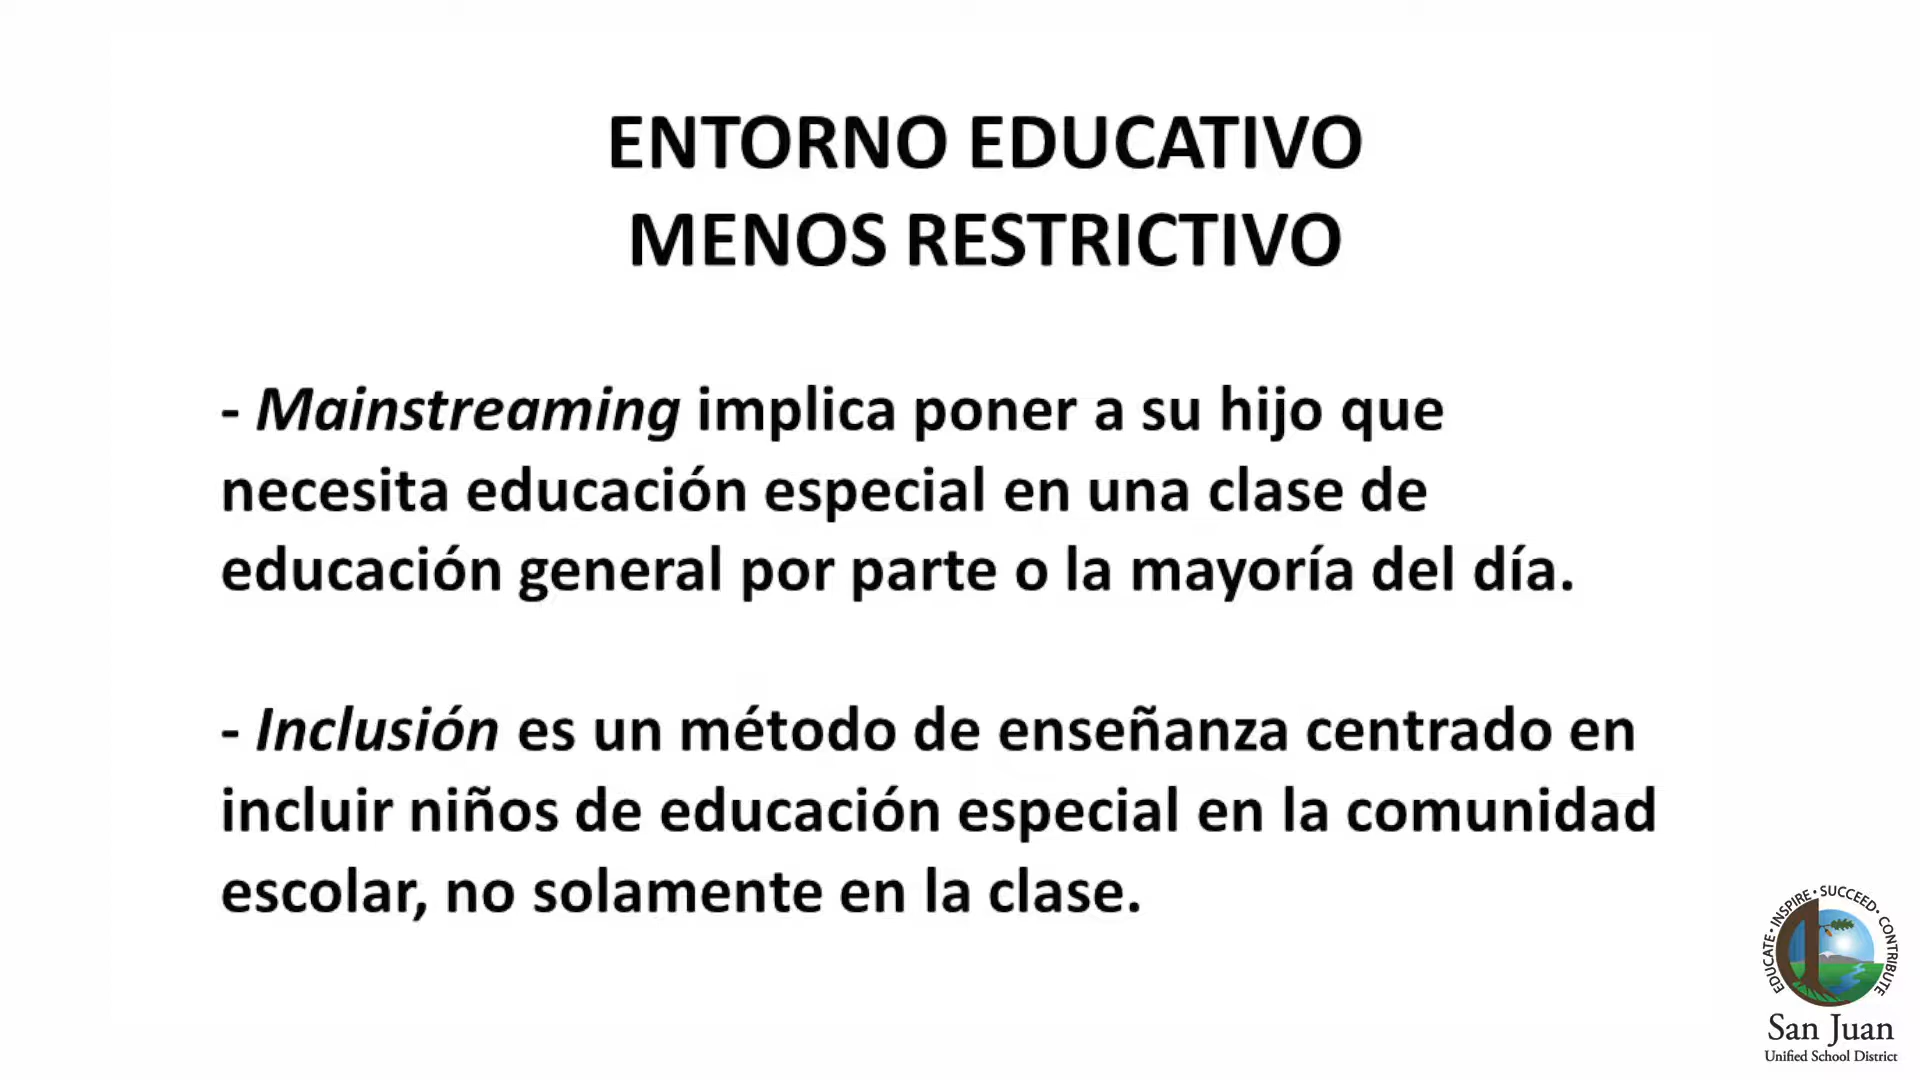 ENTORNO EDUCATIVO
MENOS RESTRICTIVO
- Mainstreaming implica poner a su hijo que
necesita educación especial en una clase de
educación general por parte o la mayoría del día.
- Inclusión es un método de enseñanza centrado en
incluir niños de educación especial en la comunidad
escolar, no solamente en la clase.
EDUCATE • INSPIRE • SUCCEED • CONTRIBUTE
San Juan
Unified School District